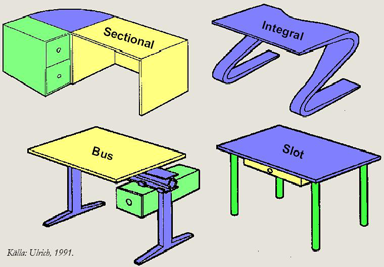 Sectional
Integral
Bus
Slot
Källa: Ulrich, 1991.